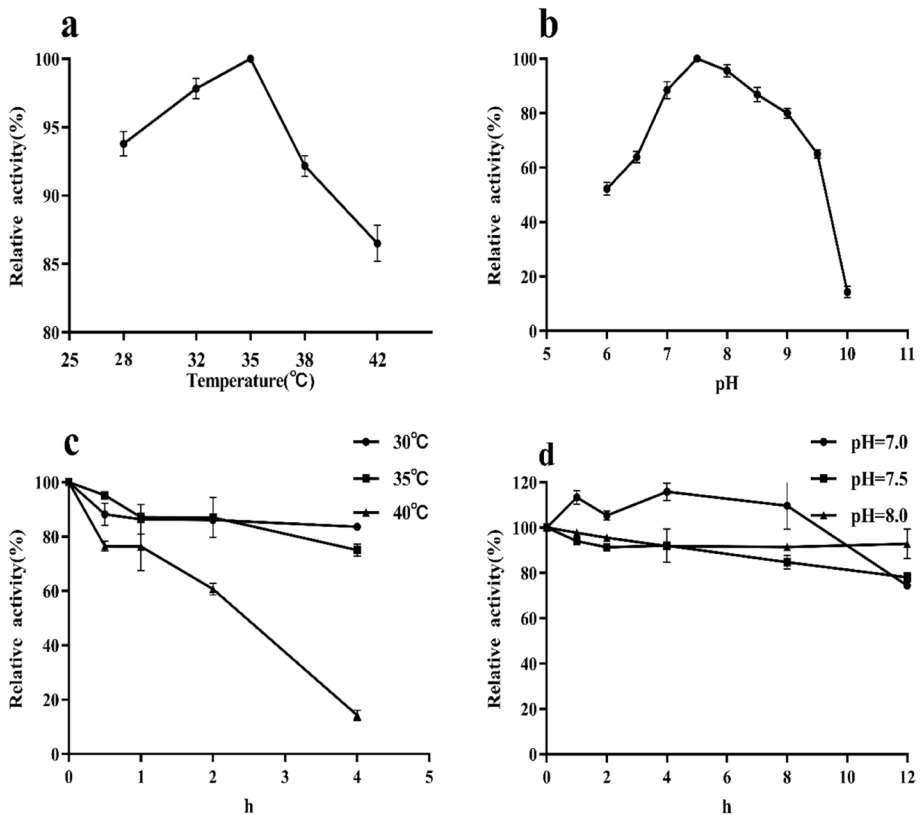 a
Relative activity(%)
100
95
90
85
80
25 28 32 35 38 42
Temperature(℃)
b
Relative activity(%)
100
80
60
40
20
0
5 6 7 8 9 10 11
pH
c
30℃
35℃
40℃
Relative activity(%)
100
80
60
40
20
0
0 1 2 3 4 5
h
d
pH=7.0
pH=7.5
pH=8.0
Relative activity(%)
120
100
80
60
40
20
0
0 2 4 6 8 10 12
h